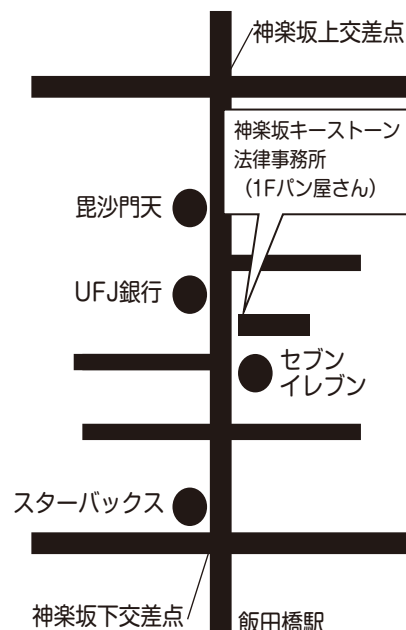 神楽坂上交差点
神楽坂キーストーン
法律事務所
(1Fパン屋さん)
毘沙門天
UFJ銀行
セブン
イレブン
スターバックス
神楽坂下交差点
飯田橋駅